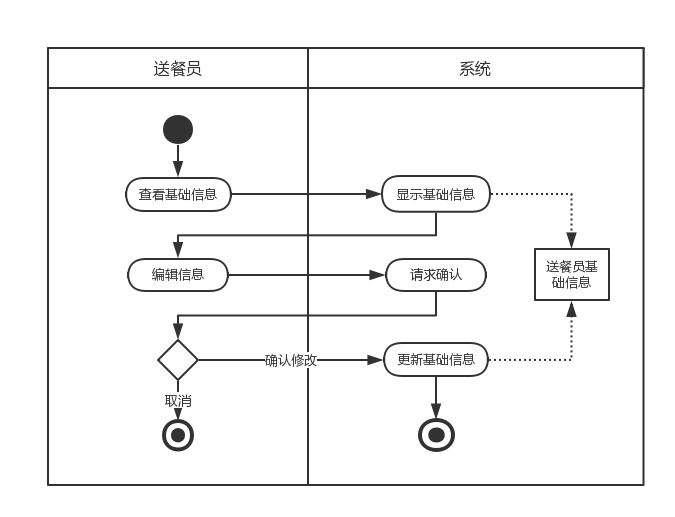 送餐员
系统
查看基础信息
显示基础信息
编辑信息
请求确认
送餐员基
础信息
确认修改
更新基础信息
取消